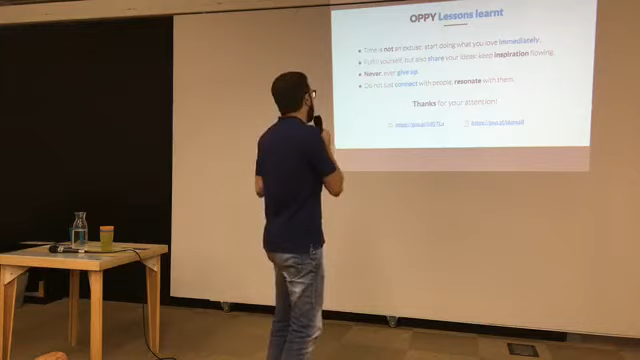 OPPY Lessons learnt
Time is not an excuse: start doing what you love immediately.
Fulfil yourself, but also share your ideas: keep inspiration flowing.
Never, ever give up.
Do not just connect with people, resonate with them.
Thanks for your attention!